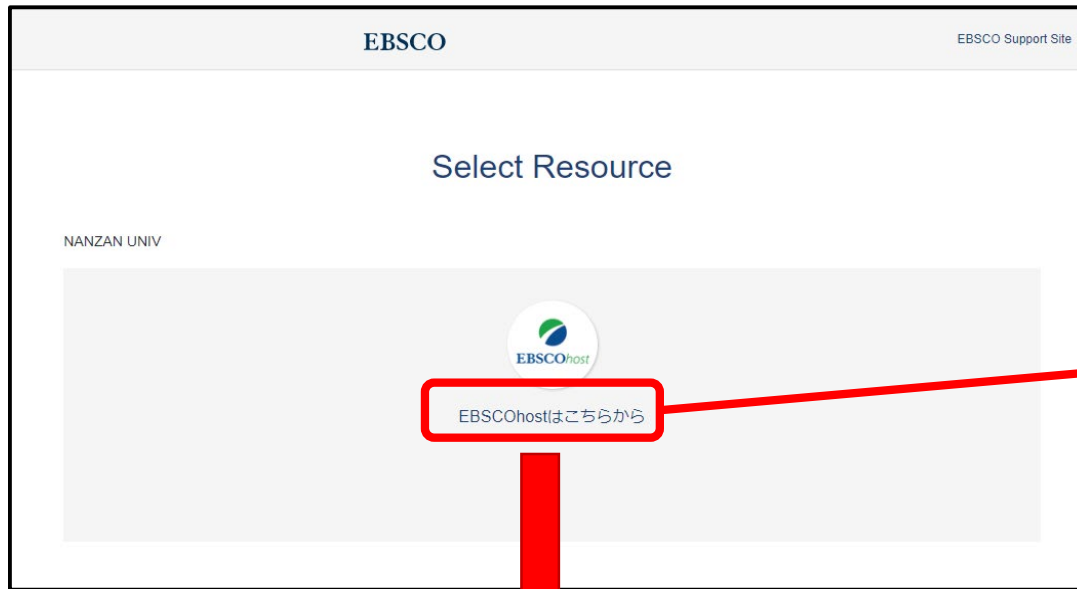 EBSCO
EBSCO Support Site
Select Resource
NANZAN UNIV
EBSCOhost
EBSCOhostはこちらから